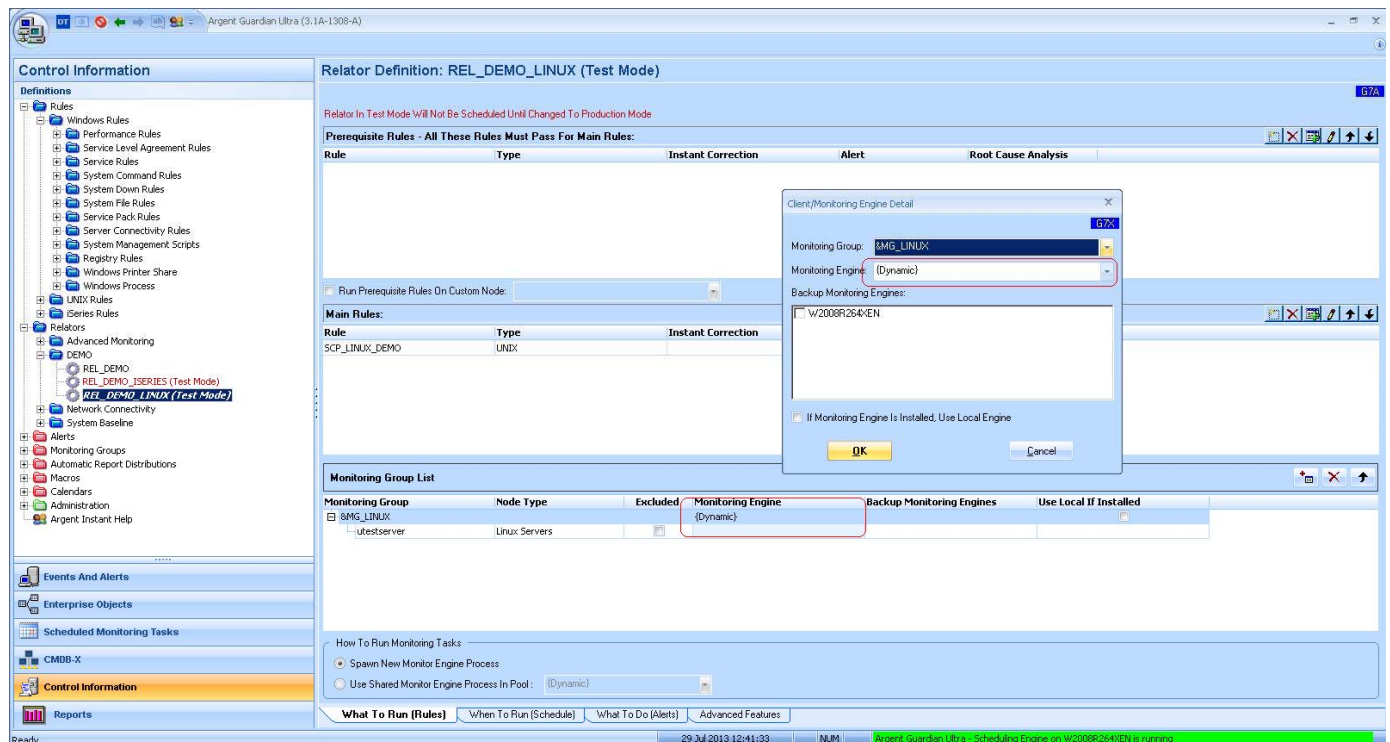 DT
Argent Guardian Ultra (3.1A-1308-A)
Control Information
Definitions
Rules
Windows Rules
Performance Rules
Service Level Agreement Rules
Service Rules
System Command Rules
System Down Rules
System File Rules
Service Pack Rules
Server Connectivity Rules
System Management Scripts
Registry Rules
Windows Printer Share
Windows Process
UNIX Rules
iSeries Rules
Relators
Advanced Monitoring
DEMO
REL_DEMO
REL_DEMO_ISERIES (Test Mode)
REL_DEMO_LINUX (Test Mode)
Network Connectivity
System Baseline
Alerts
Monitoring Groups
Automatic Report Distributions
Macros
Calendars
Administration
Argent Instant Help
Events And Alerts
Enterprise Objects
Scheduled Monitoring Tasks
CMDB-X
Control Information
Reports
Relator Definition: REL_DEMO_LINUX (Test Mode)
G7A
Relator In Test Mode Will Not Be Scheduled Until Changed To Production Mode
Prerequisite Rules - All These Rules Must Pass For Main Rules:
Rule Type Instant Correction Alert Root Cause Analysis
Run Prerequisite Rules On Custom Node:
Main Rules:
Rule Type Instant Correction
SCP_LINUX_DEMO UNIX
Client/Monitoring Engine Detail
G7X
Monitoring Group: &MG_LINUX
Monitoring Engine: {Dynamic}
Backup Monitoring Engines:
W2008R264XEN
If Monitoring Engine Is Installed, Use Local Engine
OK Cancel
Monitoring Group List
Monitoring Group Node Type Excluded Monitoring Engine Backup Monitoring Engines Use Local If Installed
&MG_LINUX {Dynamic}
utestserver Linux Servers
How To Run Monitoring Tasks
Spawn New Monitor Engine Process
Use Shared Monitor Engine Process In Pool : {Dynamic}
What To Run (Rules) When To Run (Schedule) What To Do (Alerts) Advanced Features
Ready 29 Jul 2013 12:41:33 NUM Argent Guardian Ultra - Scheduling Engine on W2008R264XEN is running